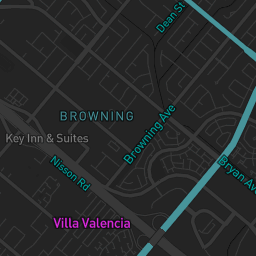 Dean St
BROWNING
Browning Ave
Key Inn & Suites
Nisson Rd
Bryan Ave
Villa Valencia